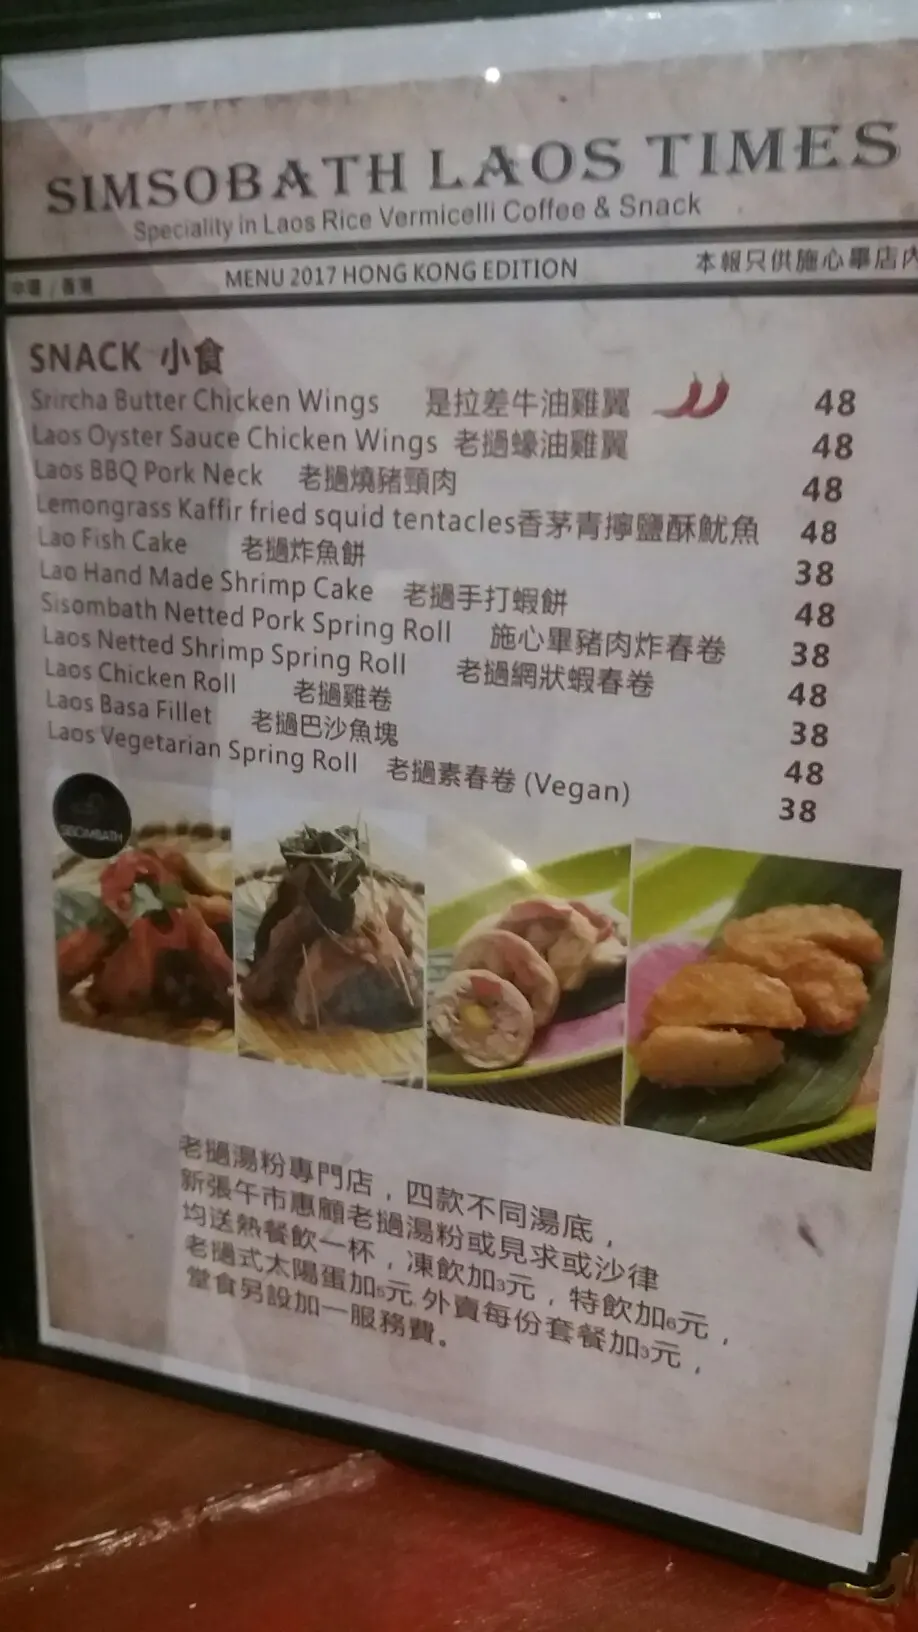 SIMSOBATH LAOS TIMES
Speciality in Laos Rice Vermicelli Coffee & Snack
中環 / 香港 MENU 2017 HONG KONG EDITION 本報只供施心畢店內
SNACK 小食
Srircha Butter Chicken Wings 是拉差牛油雞翼 48
Laos Oyster Sauce Chicken Wings 老撾蠔油雞翼 48
Laos BBQ Pork Neck 老撾燒豬頸肉 48
Lemongrass Kaffir fried squid tentacles香茅青擰鹽酥魷魚 48
Lao Fish Cake 老撾炸魚餅 38
Lao Hand Made Shrimp Cake 老撾手打蝦餅 48
Sisombath Netted Pork Spring Roll 施心畢豬肉炸春卷 38
Laos Netted Shrimp Spring Roll 老撾網狀蝦春卷 48
Laos Chicken Roll 老撾雞卷 38
Laos Basa Fillet 老撾巴沙魚塊 48
Laos Vegetarian Spring Roll 老撾素春卷 (Vegan) 38
SISOMBATH
老撾湯粉專門店，四款不同湯底，
新張午市惠顧老撾湯粉或見求或沙律
均送熱餐飲一杯，凍飲加3元，特飲加6元，
老撾式太陽蛋加5元,外賣每份套餐加3元，
堂食另設加一服務費。